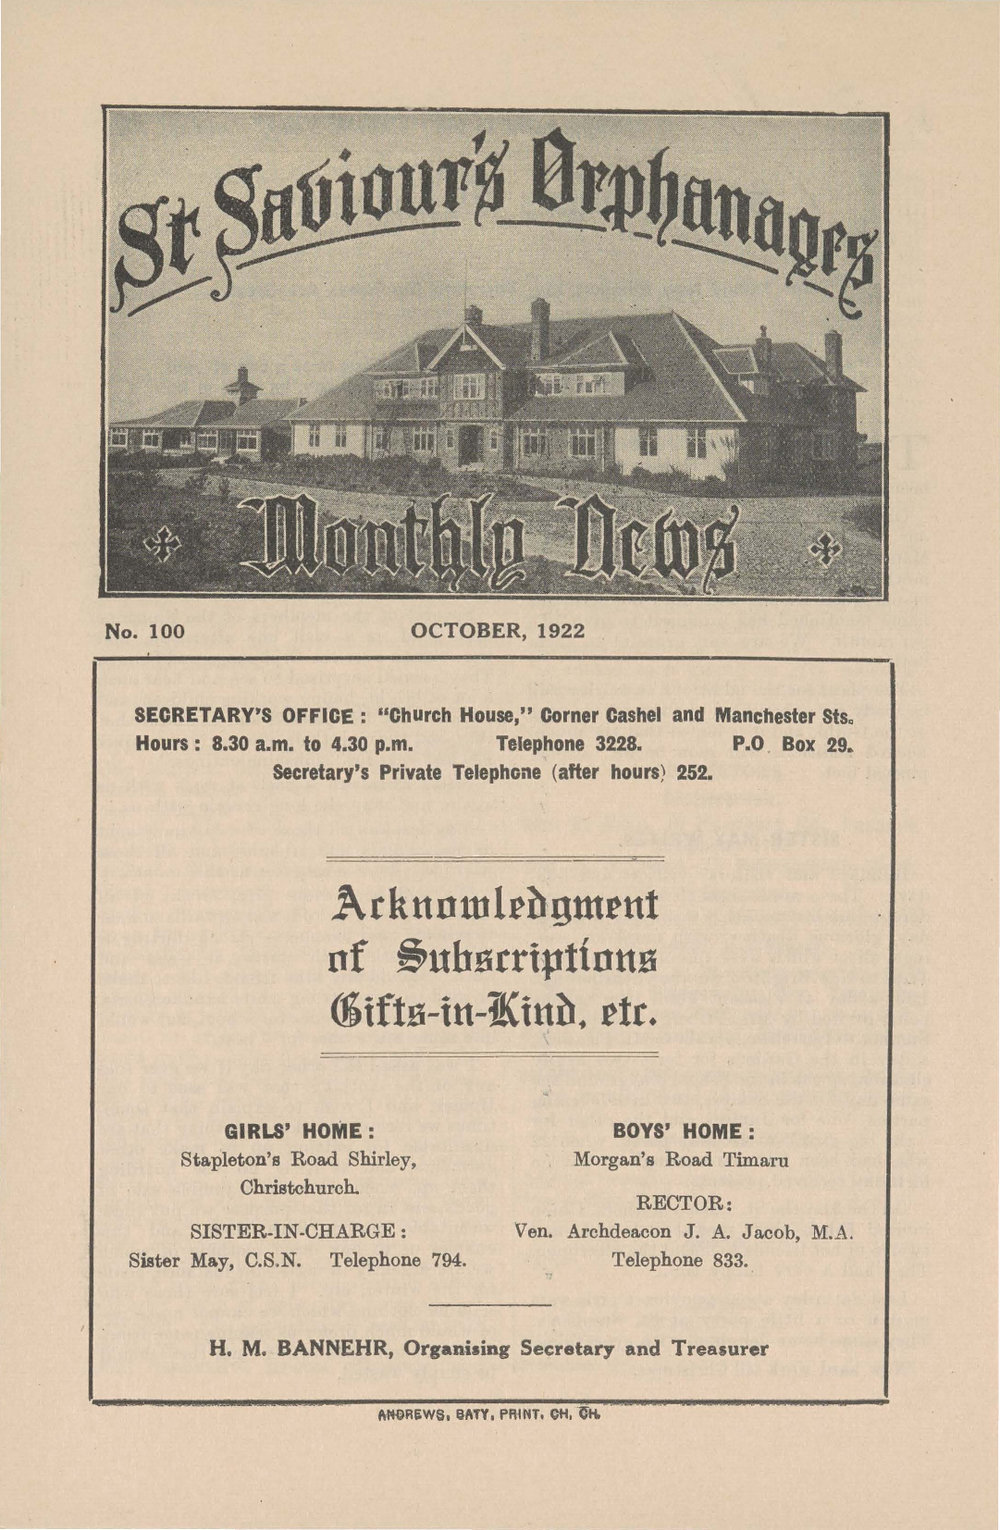 St Saviour's Orphanages
Monthly News
No. 100 OCTOBER, 1922
SECRETARY'S OFFICE: "Church House," Corner Cashel and Manchester Sts.
Hours: 8.30 a.m. to 4.30 p.m. Telephone 3228. P.O. Box 29.
Secretary's Private Telephone (after hours) 252.
Acknowledgment
of Subscriptions
Gifts-in-Kind, etc.
GIRLS' HOME:
Stapleton's Road Shirley,
Christchurch.
SISTER-IN-CHARGE:
Sister May, C.S.N. Telephone 794.
BOYS' HOME:
Morgan's Road Timaru
RECTOR:
Ven. Archdeacon J. A. Jacob, M.A.
Telephone 833.
H. M. BANNEHR, Organising Secretary and Treasurer
ANDREWS, BATY, PRINT, CH, CH.